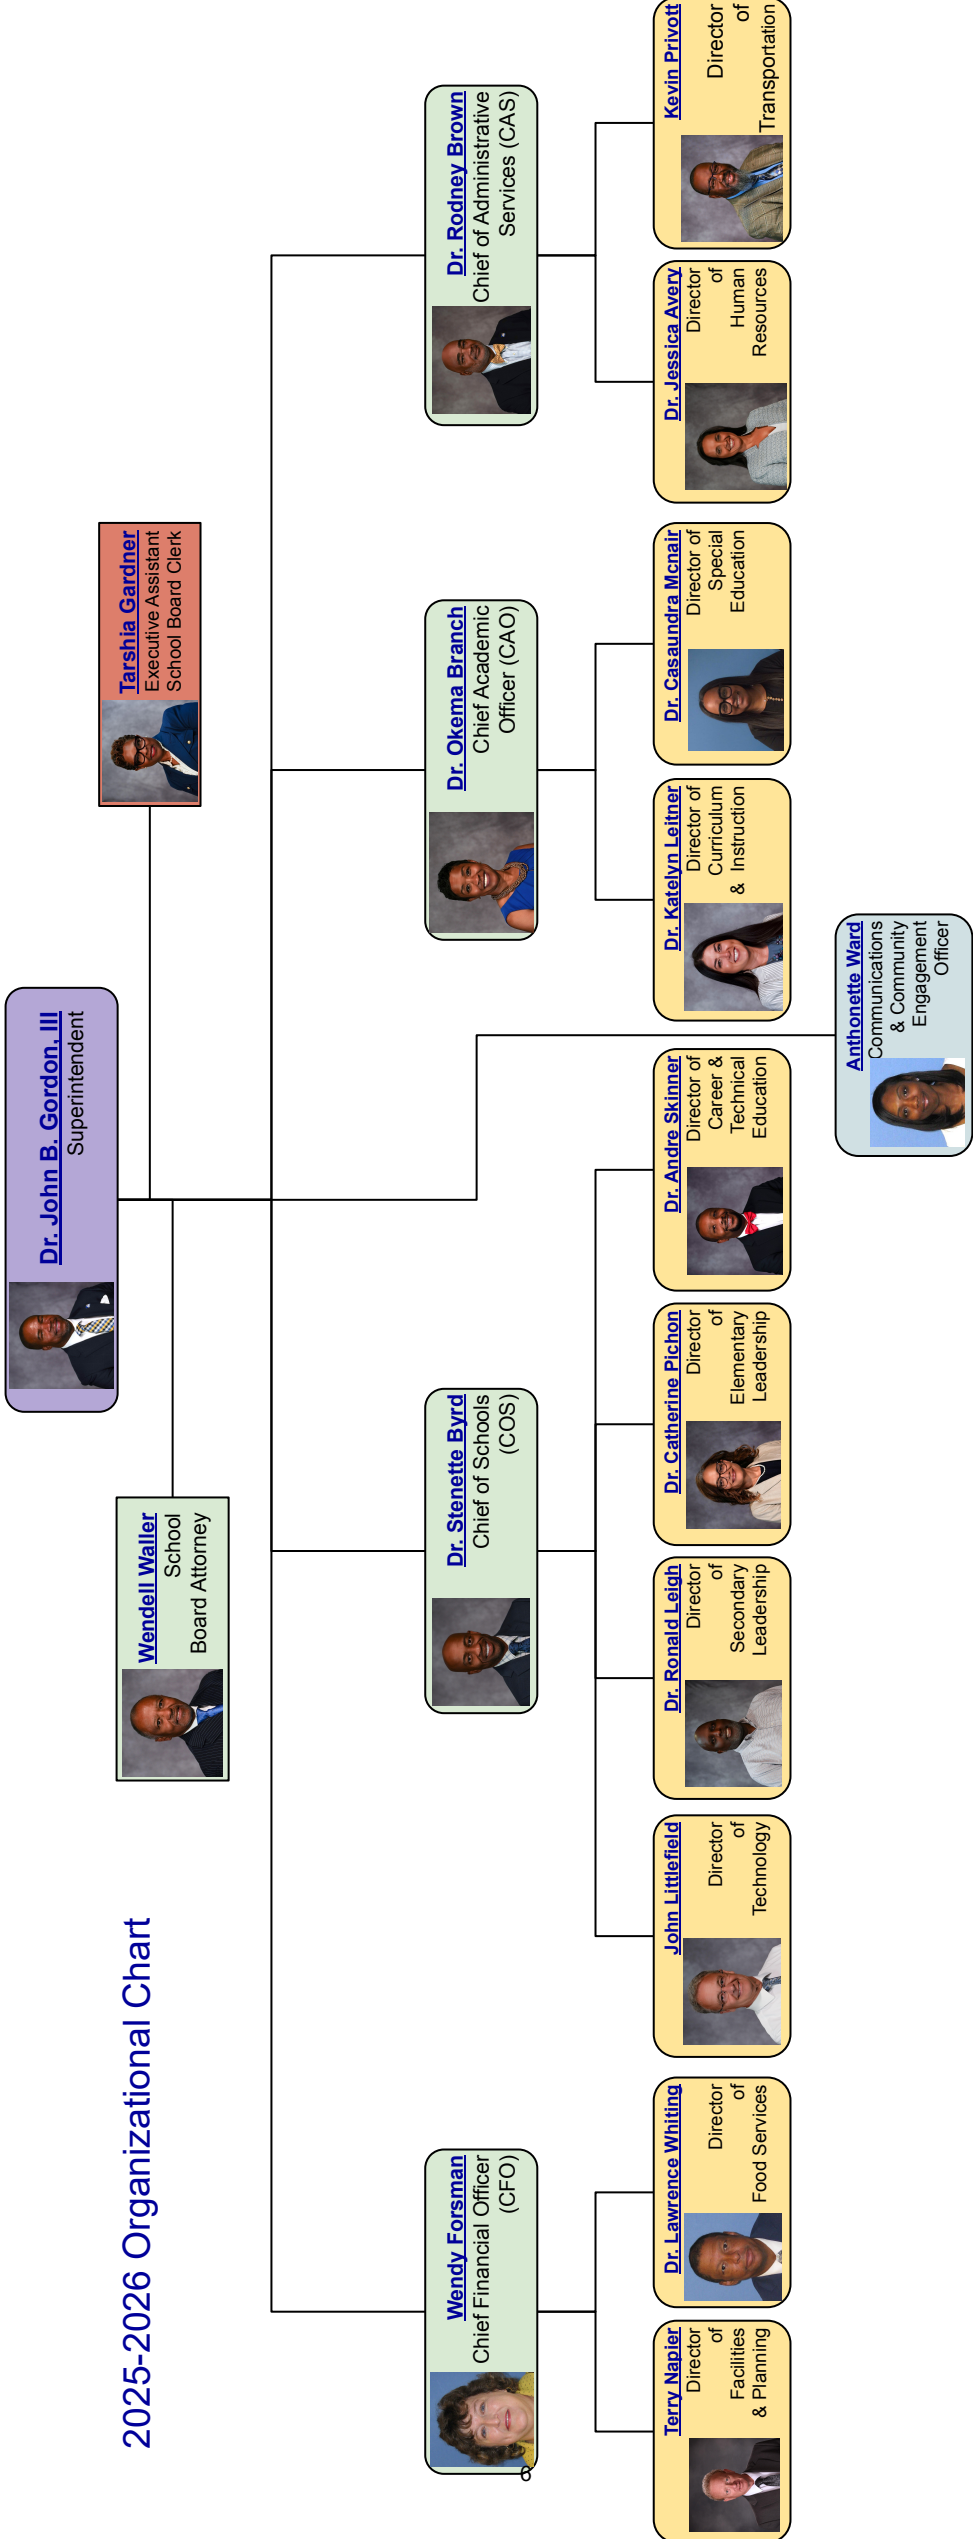 2025-2026 Organizational Chart
Dr. John B. Gordon, III
Superintendent
Wendell Waller
School
Board Attorney
Tarshia Gardner
Executive Assistant
School Board Clerk
Wendy Forsman
Chief Financial Officer
(CFO)
Dr. Stenette Byrd
Chief of Schools
(COS)
Dr. Okema Branch
Chief Academic
Officer (CAO)
Dr. Rodney Brown
Chief of Administrative
Services (CAS)
Terry Napier
Director
of
Facilities
& Planning
Dr. Lawrence Whiting
Director
of
Food Services
John Littlefield
Director
of
Technology
Dr. Ronald Leigh
Director
of
Secondary
Leadership
Dr. Catherine Pichon
Director
of
Elementary
Leadership
Dr. Andre Skinner
Director of
Career &
Technical
Education
Dr. Katelyn Leitner
Director of
Curriculum
& Instruction
Dr. Casaundra Mcnair
Director of
Special
Education
Dr. Jessica Avery
Director
of
Human
Resources
Kevin Privott
Director
of
Transportation
Anthonette Ward
Communications
& Community
Engagement
Officer
6